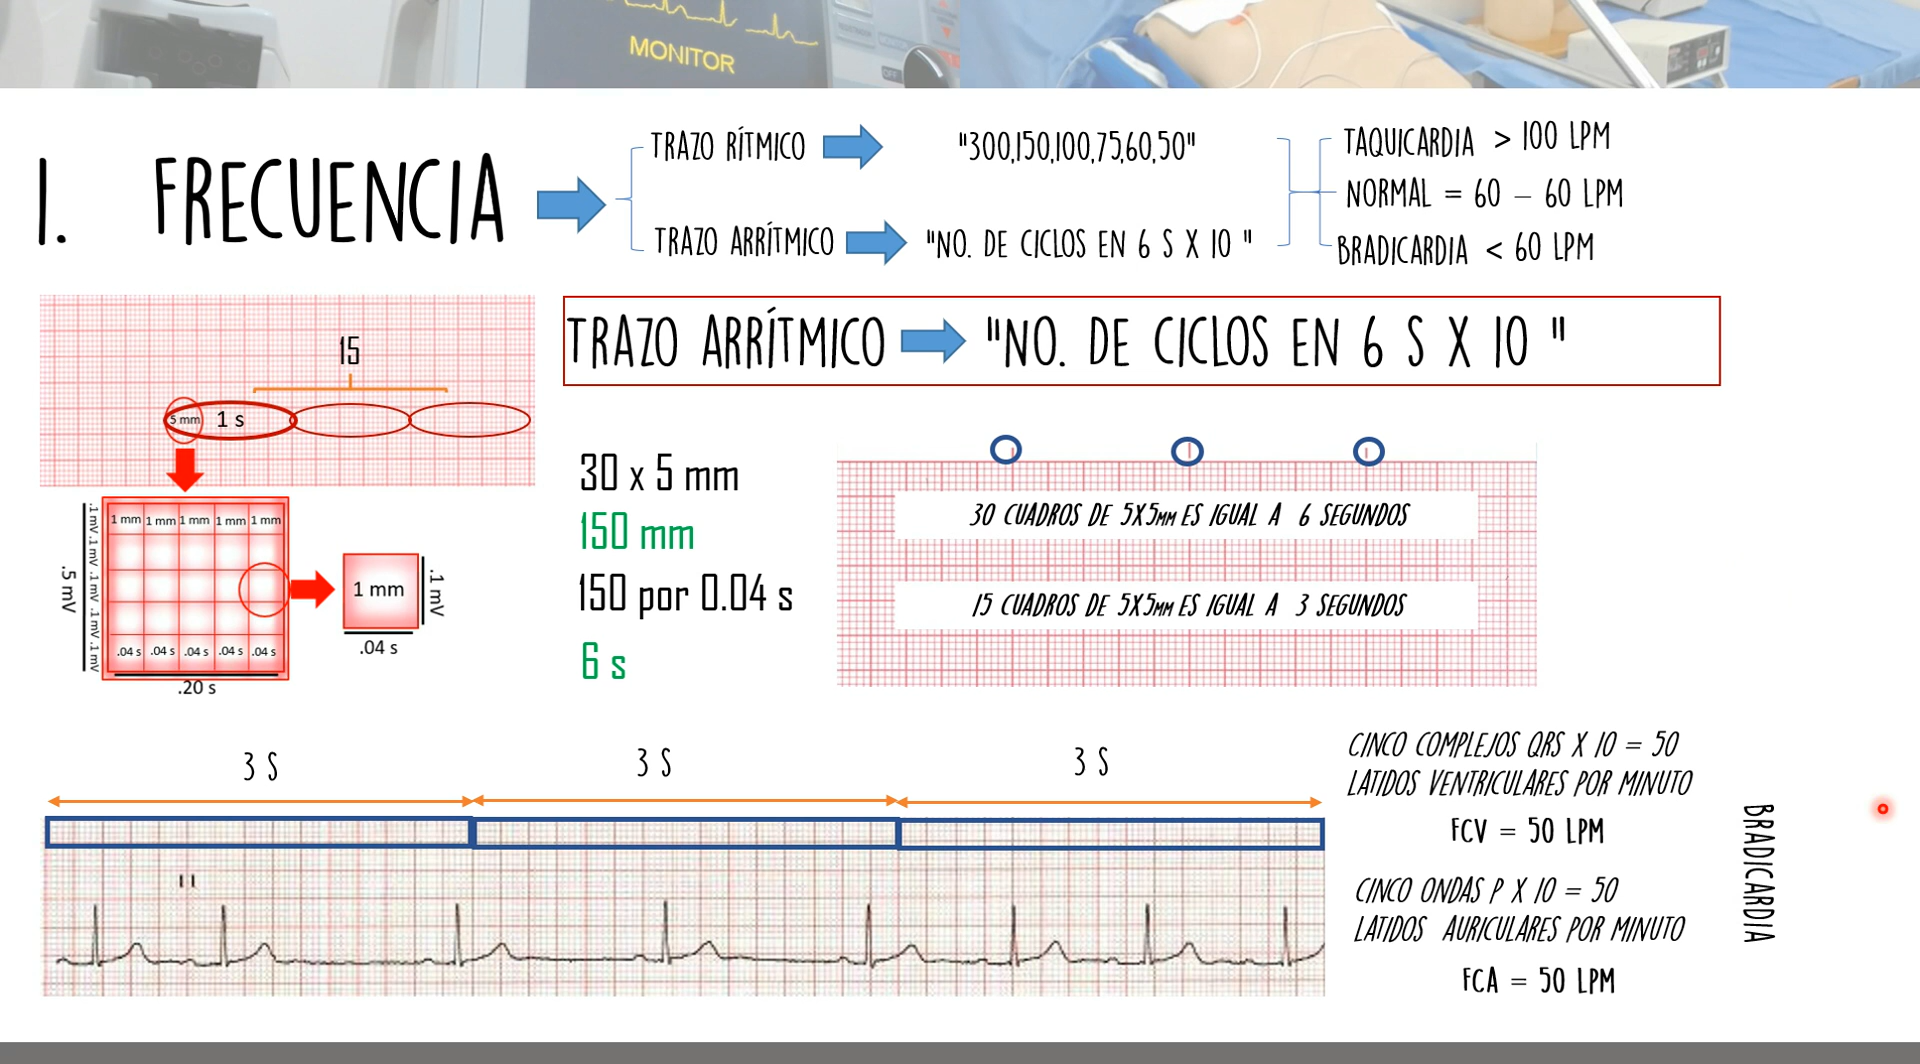 MONITOR
I. FRECUENCIA
TRAZO RÍTMICO
"300,150,100,75,60,50"
TRAZO ARRÍTMICO
"NO. DE CICLOS EN 6 S X 10 "
TAQUICARDIA > 100 LPM
NORMAL = 60 – 60 LPM
BRADICARDIA < 60 LPM
TRAZO ARRÍTMICO
"NO. DE CICLOS EN 6 S X 10 "
15
5 mm
1 s
1 mm 1 mm 1 mm 1 mm 1 mm
.1 mV .1 mV .1 mV .1 mV .1 mV
.5 mV
.04 s .04 s .04 s .04 s .04 s
.20 s
1 mm
.1 mV
.04 s
30 x 5 mm
150 mm
150 por 0.04 s
6 s
30 CUADROS DE 5X5MM ES IGUAL A 6 SEGUNDOS
15 CUADROS DE 5X5MM ES IGUAL A 3 SEGUNDOS
3 S
3 S
3 S
II
CINCO COMPLEJOS QRS X 10 = 50
LATIDOS VENTRICULARES POR MINUTO
FCV = 50 LPM
CINCO ONDAS P X 10 = 50
LATIDOS AURICULARES POR MINUTO
FCA = 50 LPM
BRADICARDIA